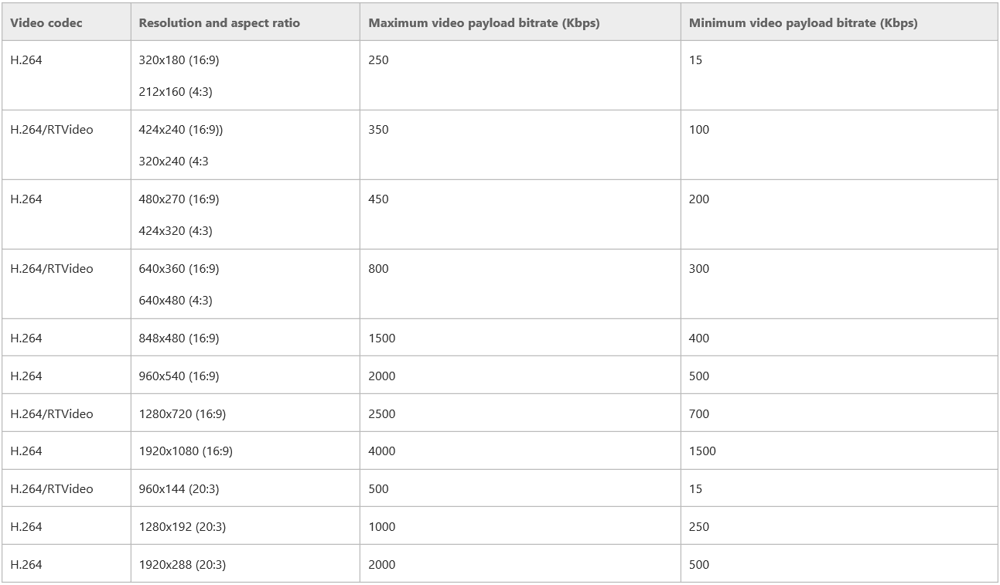 Video codec Resolution and aspect ratio Maximum video payload bitrate (Kbps) Minimum video payload bitrate (Kbps)
H.264 320x180 (16:9) 250 15
212x160 (4:3)
H.264/RTVideo 424x240 (16:9)) 350 100
320x240 (4:3
H.264 480x270 (16:9) 450 200
424x320 (4:3)
H.264/RTVideo 640x360 (16:9) 800 300
640x480 (4:3)
H.264 848x480 (16:9) 1500 400
H.264 960x540 (16:9) 2000 500
H.264/RTVideo 1280x720 (16:9) 2500 700
H.264 1920x1080 (16:9) 4000 1500
H.264/RTVideo 960x144 (20:3) 500 15
H.264 1280x192 (20:3) 1000 250
H.264 1920x288 (20:3) 2000 500